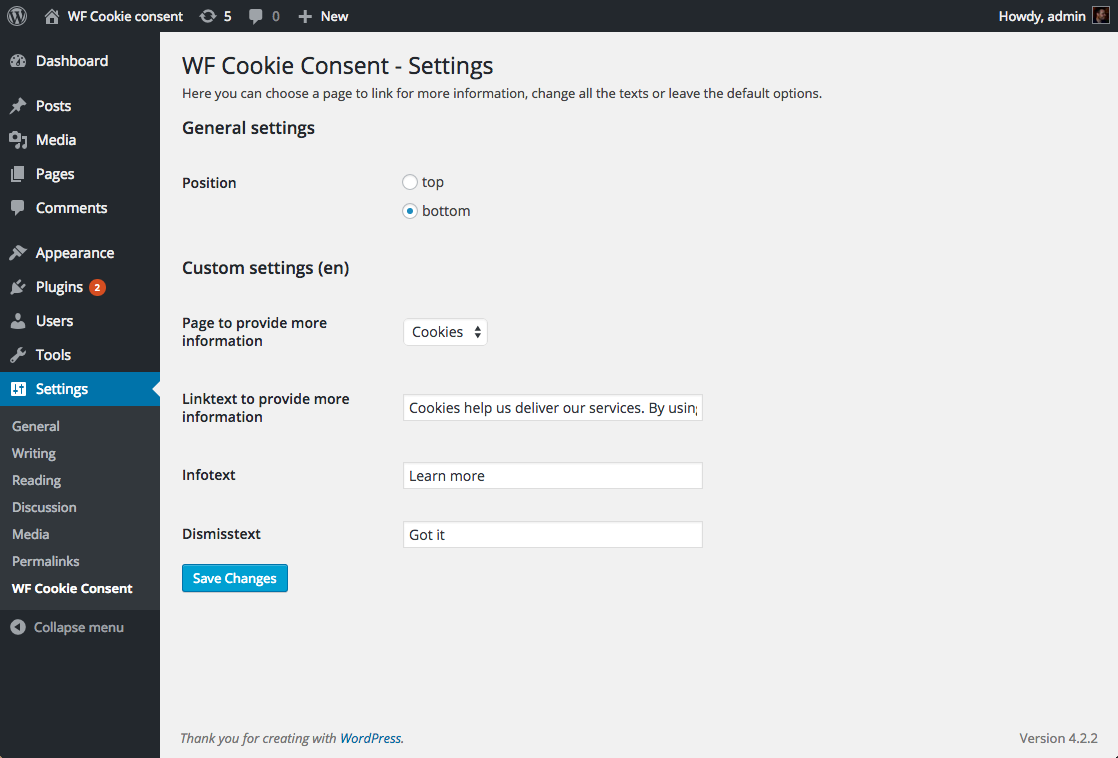 WF Cookie consent 5 0 New Howdy, admin
Dashboard
Posts
Media
Pages
Comments
Appearance
Plugins 2
Users
Tools
Settings
General
Writing
Reading
Discussion
Media
Permalinks
WF Cookie Consent
Collapse menu
WF Cookie Consent - Settings
Here you can choose a page to link for more information, change all the texts or leave the default options.
General settings
Position
top
bottom
Custom settings (en)
Page to provide more
information
Cookies
Linktext to provide more
information
Cookies help us deliver our services. By using
Infotext
Learn more
Dismisstext
Got it
Save Changes
Thank you for creating with WordPress.
Version 4.2.2